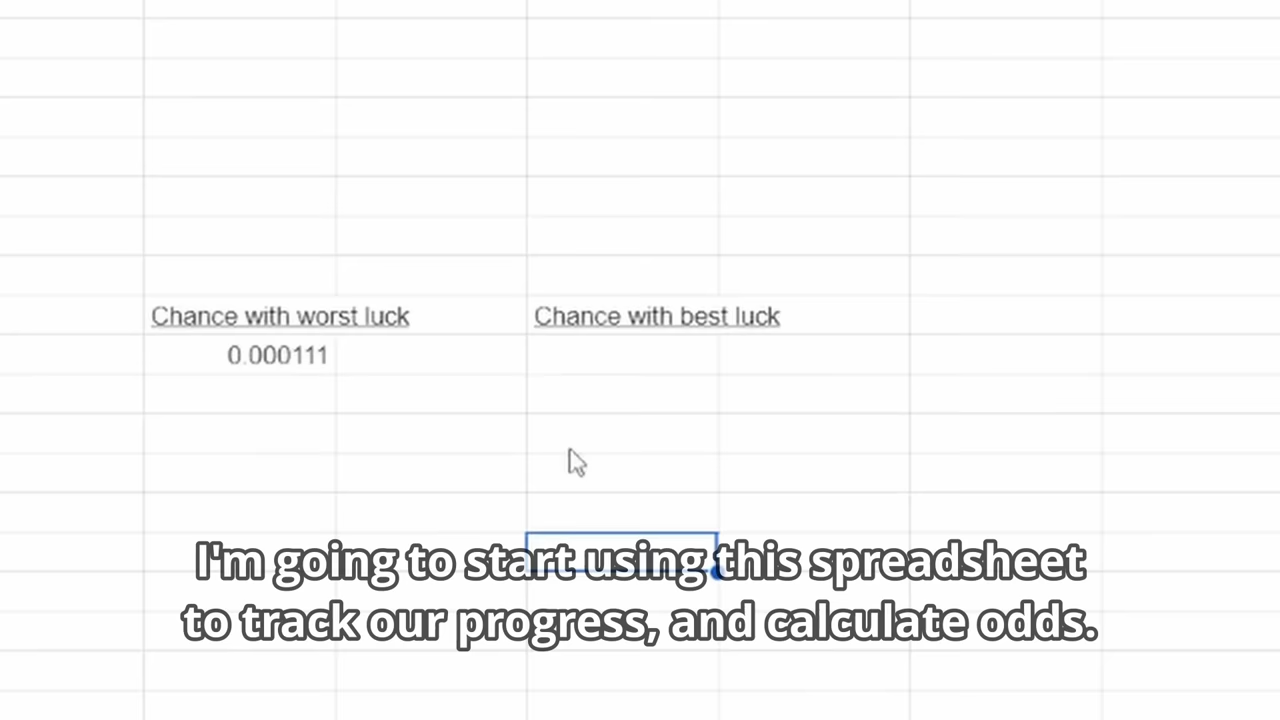 Chance with worst luck Chance with best luck
0.000111
I'm going to start using this spreadsheet
to track our progress, and calculate odds.